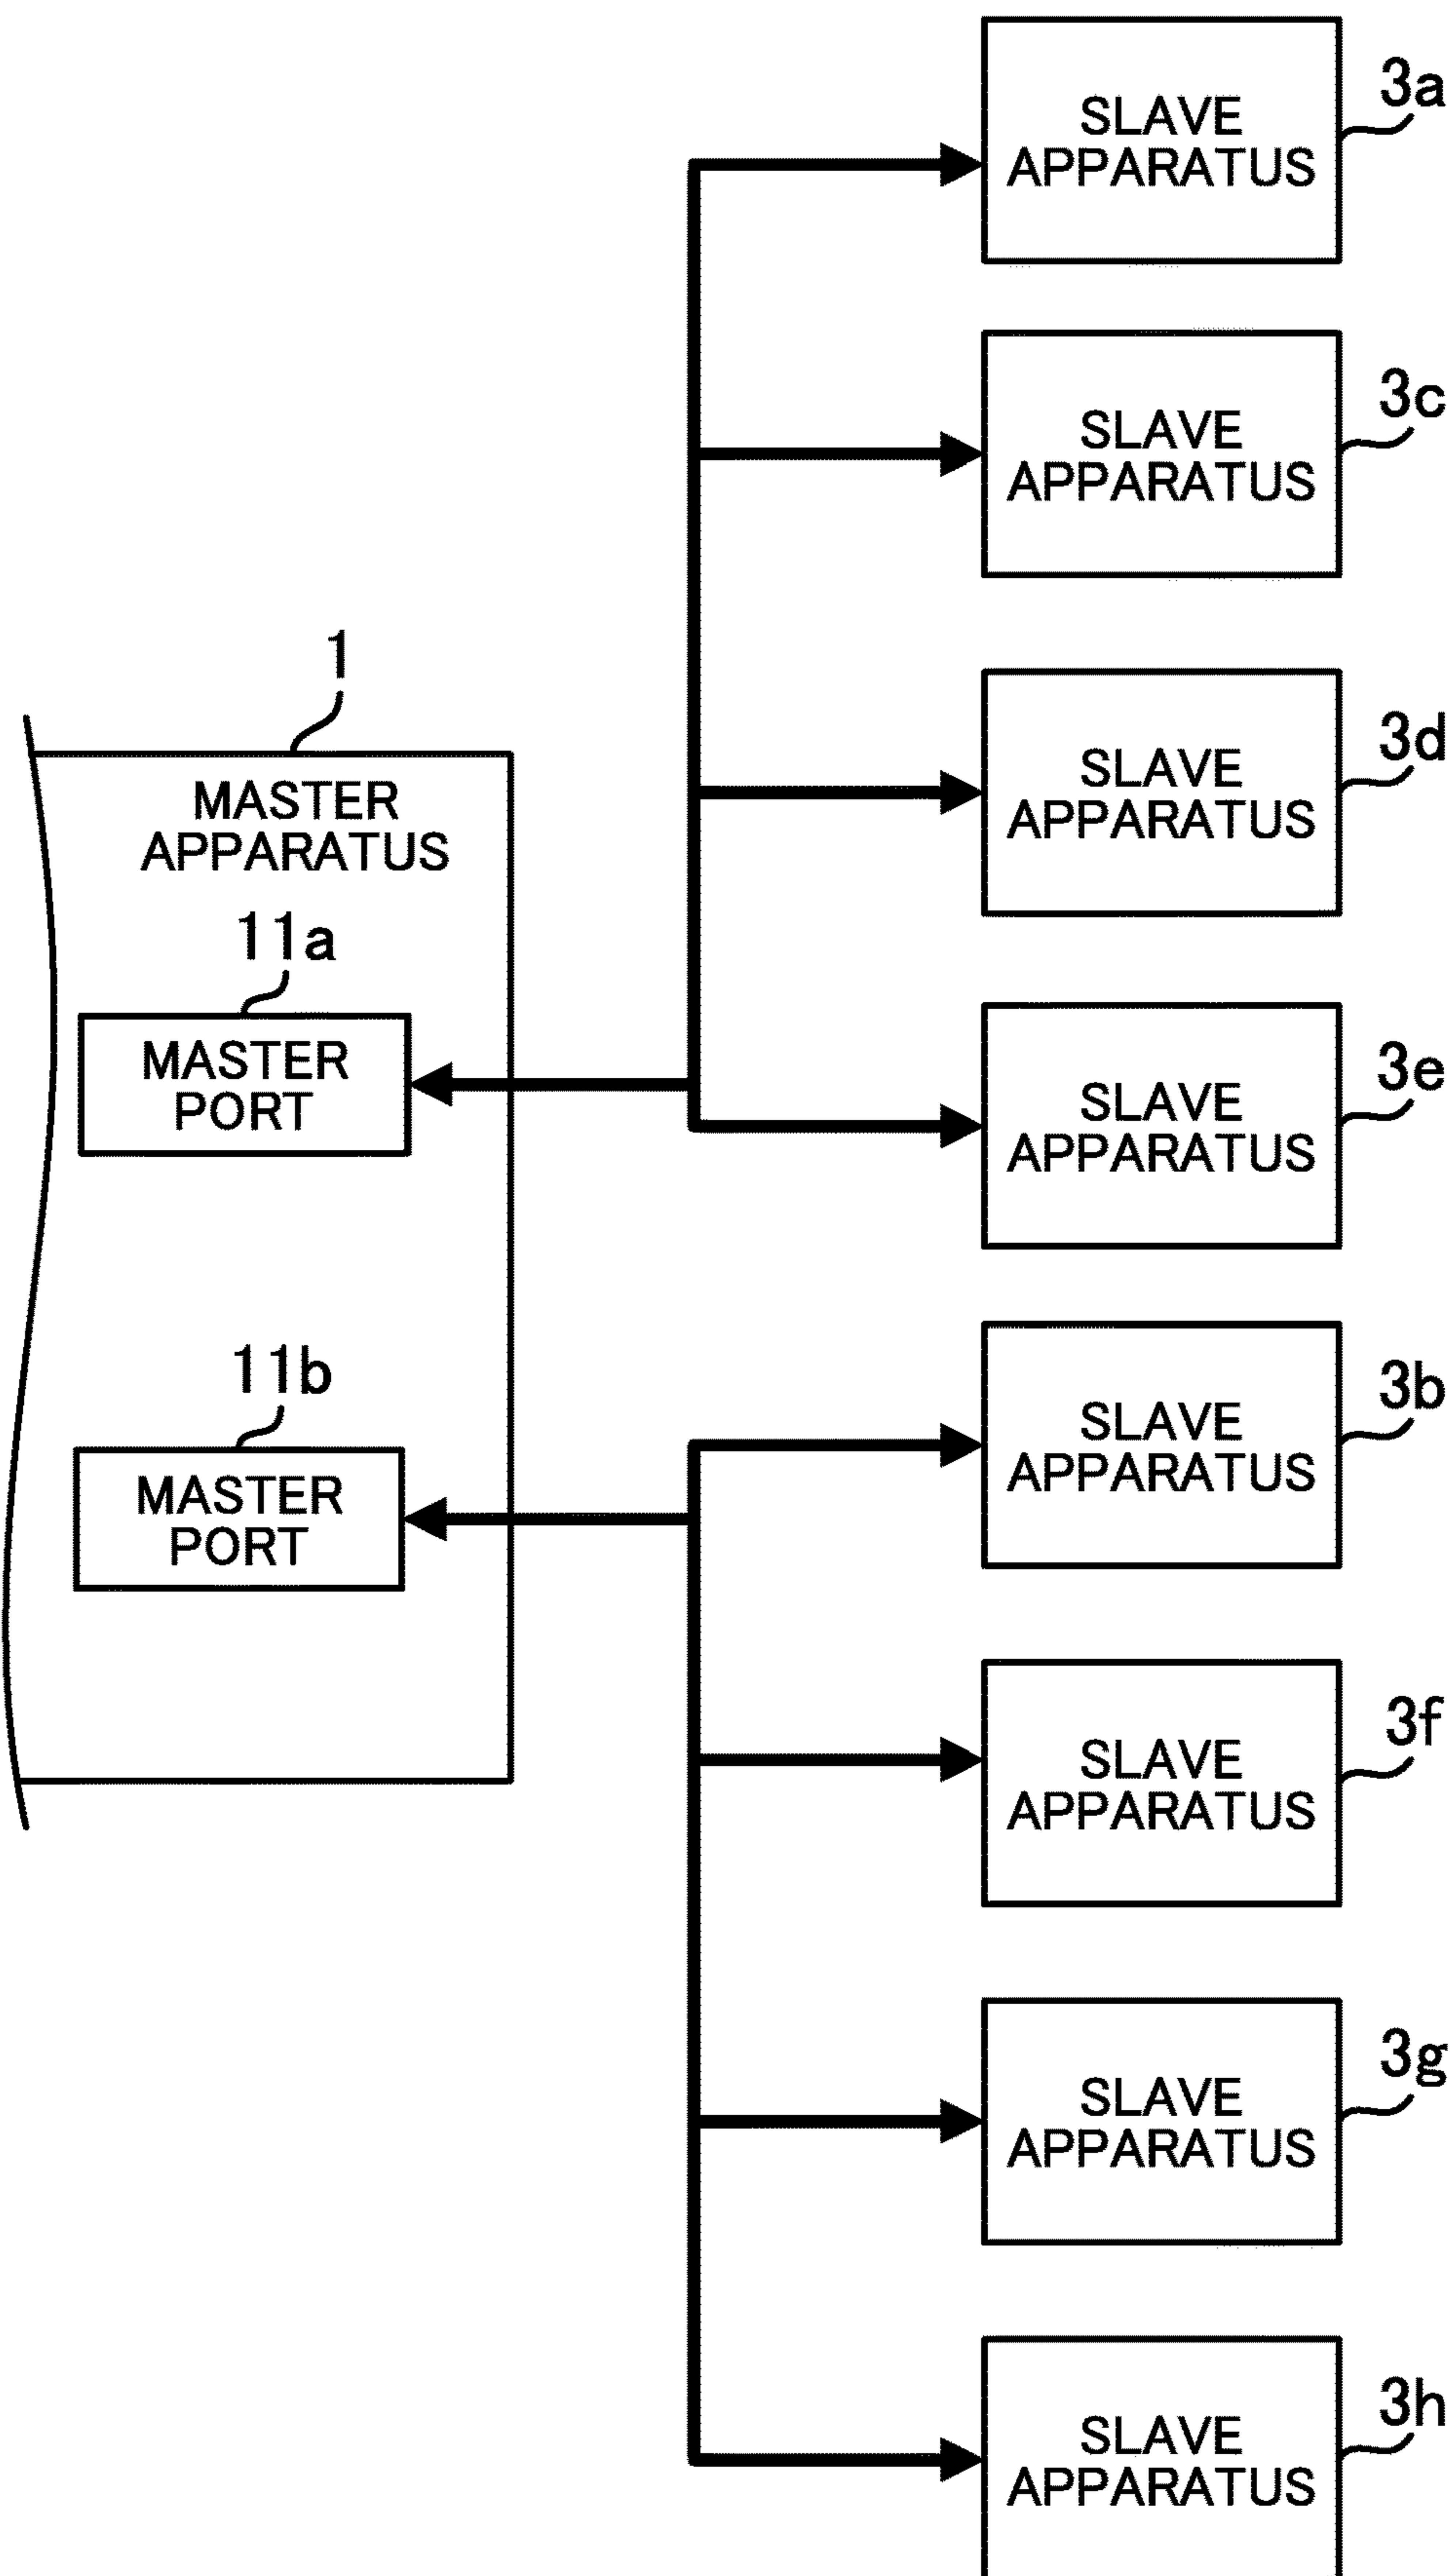 3a
SLAVE
APPARATUS
3c
SLAVE
APPARATUS
1
3d
SLAVE
APPARATUS
MASTER
APPARATUS
11a
MASTER
PORT
3e
SLAVE
APPARATUS
11b
MASTER
PORT
3b
SLAVE
APPARATUS
3f
SLAVE
APPARATUS
3g
SLAVE
APPARATUS
3h
SLAVE
APPARATUS